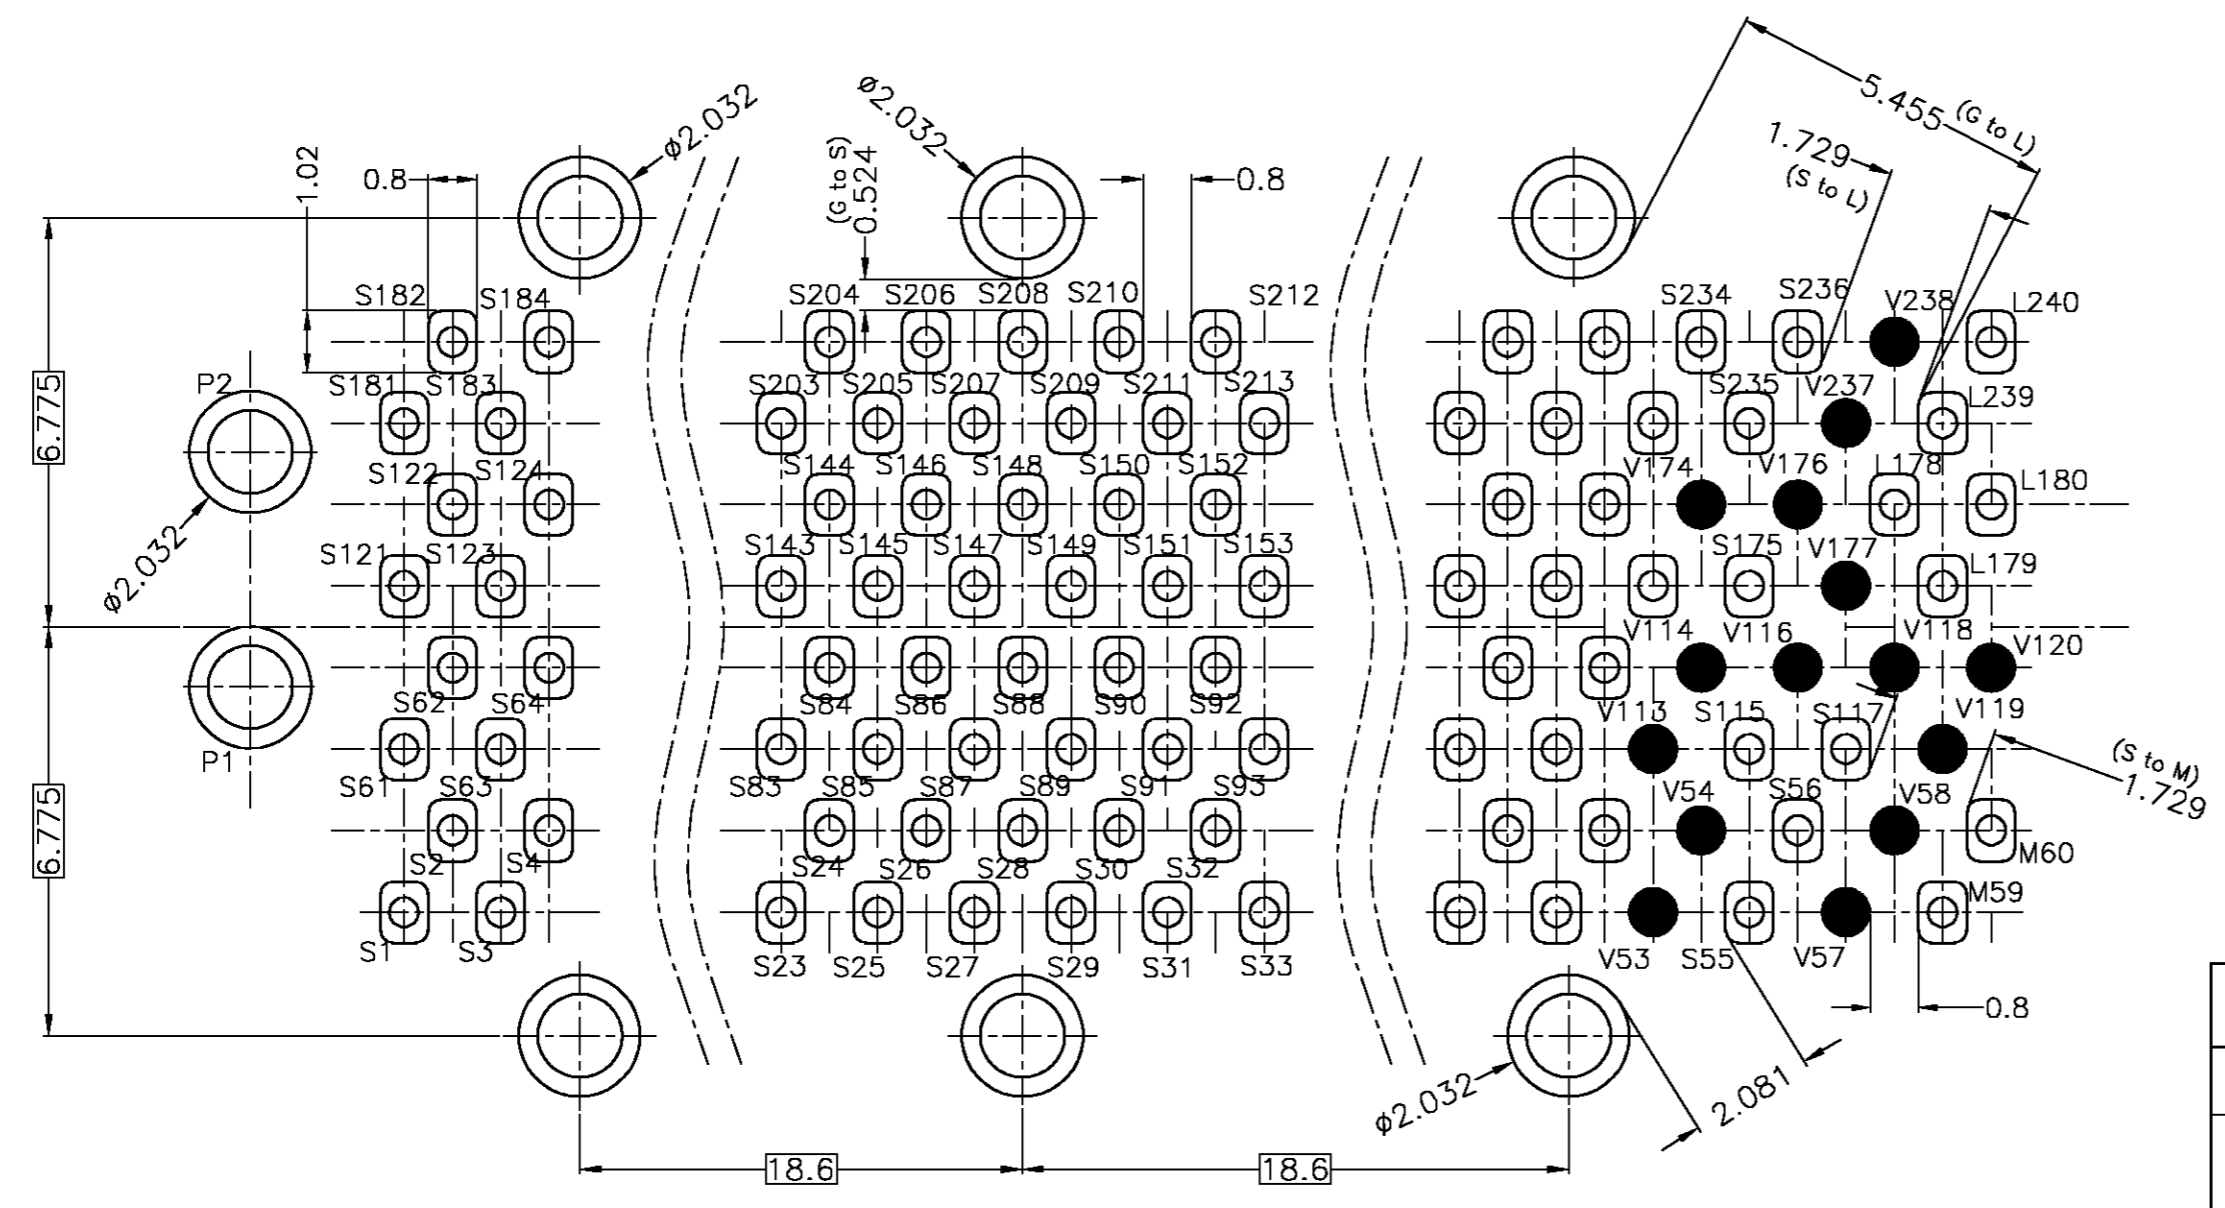 ø2.032
ø2.032
5.455 (G to L)
1.729
(S to L)
1.02
0.8
(G to S)
0.524
0.8
S182
S184
S204
S206
S208
S210
S212
S234
S236
V238
L240
P2
S181
S183
S203
S205
S207
S209
S211
S213
S235
V237
L239
6.775
S122
S124
S144
S146
S148
S150
S152
V174
V176
L178
L180
ø2.032
S121
S123
S143
S145
S147
S149
S151
S153
S175
V177
L179
V114
V116
V118
V120
S62
S64
S84
S86
S88
S90
S92
V113
S115
S117
V119
P1
(S to M)
1.729
S61
S63
S83
S85
S87
S89
S91
S93
V54
S56
V58
6.775
S2
S4
S24
S26
S28
S30
S32
M60
M59
S1
S3
S23
S25
S27
S29
S31
S33
V53
S55
V57
0.8
ø2.032
2.081
18.6
18.6